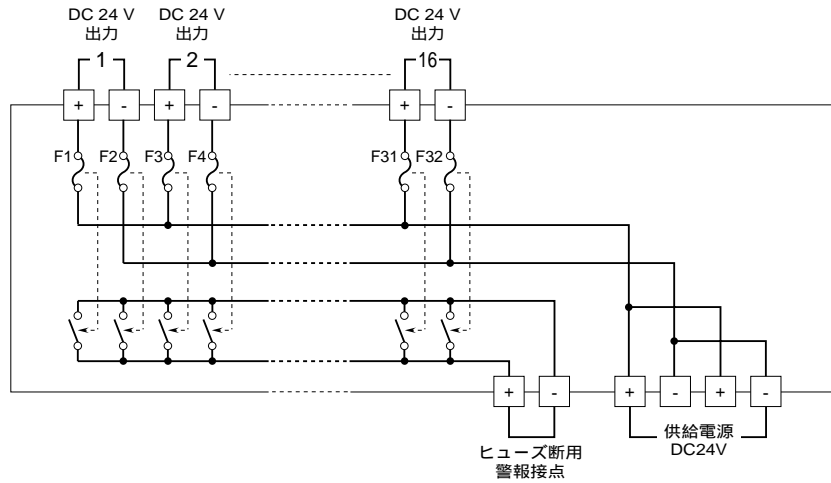 DC 24 V
出力
1
DC 24 V
出力
2
DC 24 V
出力
16
+ - + - + -
F1 F2 F3 F4 F31 F32
+ - + - + -
ヒューズ断用
警報接点
供給電源
DC24V